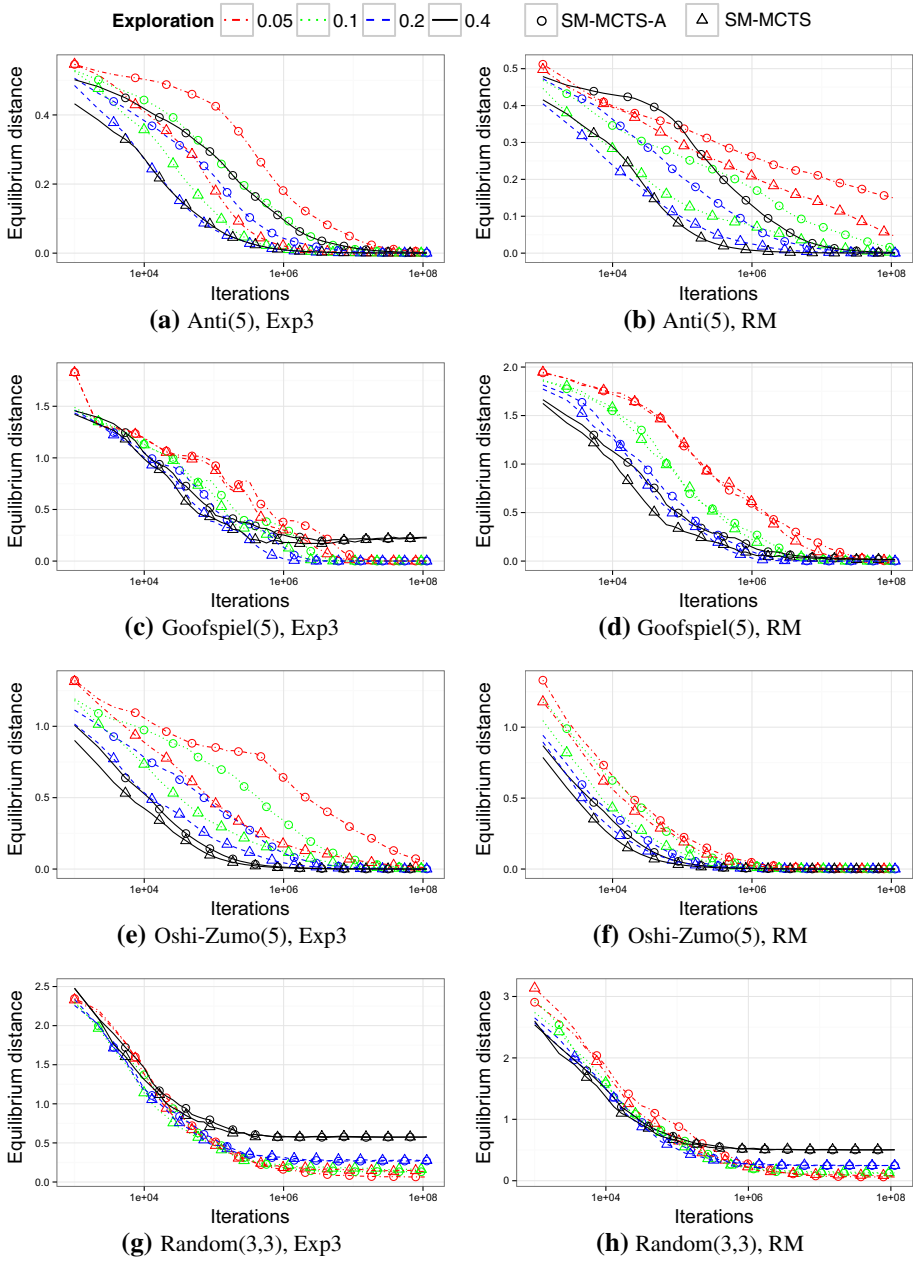 Exploration 0.05 0.1 0.2 0.4 SM-MCTS-A SM-MCTS
Equilibrium distance
0.4
0.2
0.0
1e+04 1e+06 1e+08
Iterations
(a) Anti(5), Exp3
Equilibrium distance
0.5
0.4
0.3
0.2
0.1
0.0
1e+04 1e+06 1e+08
Iterations
(b) Anti(5), RM
Equilibrium distance
1.5
1.0
0.5
0.0
1e+04 1e+06 1e+08
Iterations
(c) Goofspiel(5), Exp3
Equilibrium distance
2.0
1.5
1.0
0.5
0.0
1e+04 1e+06 1e+08
Iterations
(d) Goofspiel(5), RM
Equilibrium distance
1.0
0.5
0.0
1e+04 1e+06 1e+08
Iterations
(e) Oshi-Zumo(5), Exp3
Equilibrium distance
1.0
0.5
0.0
1e+04 1e+06 1e+08
Iterations
(f) Oshi-Zumo(5), RM
Equilibrium distance
2.5
2.0
1.5
1.0
0.5
0.0
1e+04 1e+06 1e+08
Iterations
(g) Random(3,3), Exp3
Equilibrium distance
3
2
1
0
1e+04 1e+06 1e+08
Iterations
(h) Random(3,3), RM